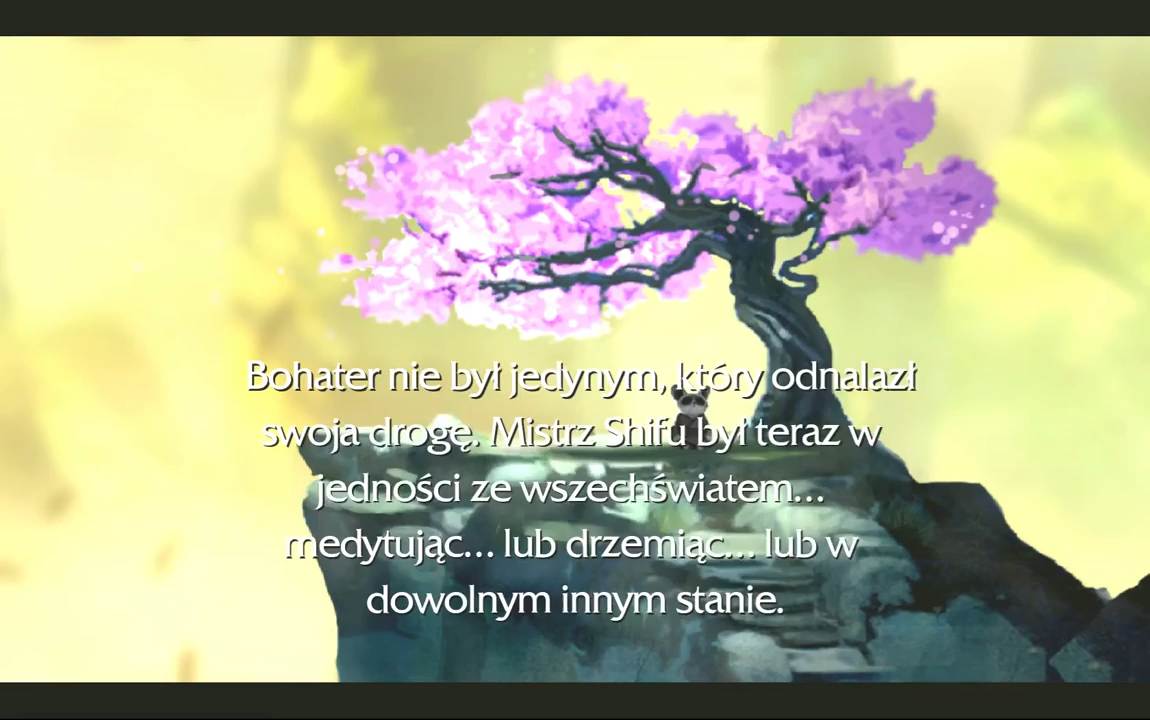 Bohater nie był jedynym, który odnalazł
swoja drogę. Mistrz Shifu był teraz w
jedności ze wszechświatem...
medytując... lub drzemiąc... lub w
dowolnym innym stanie.